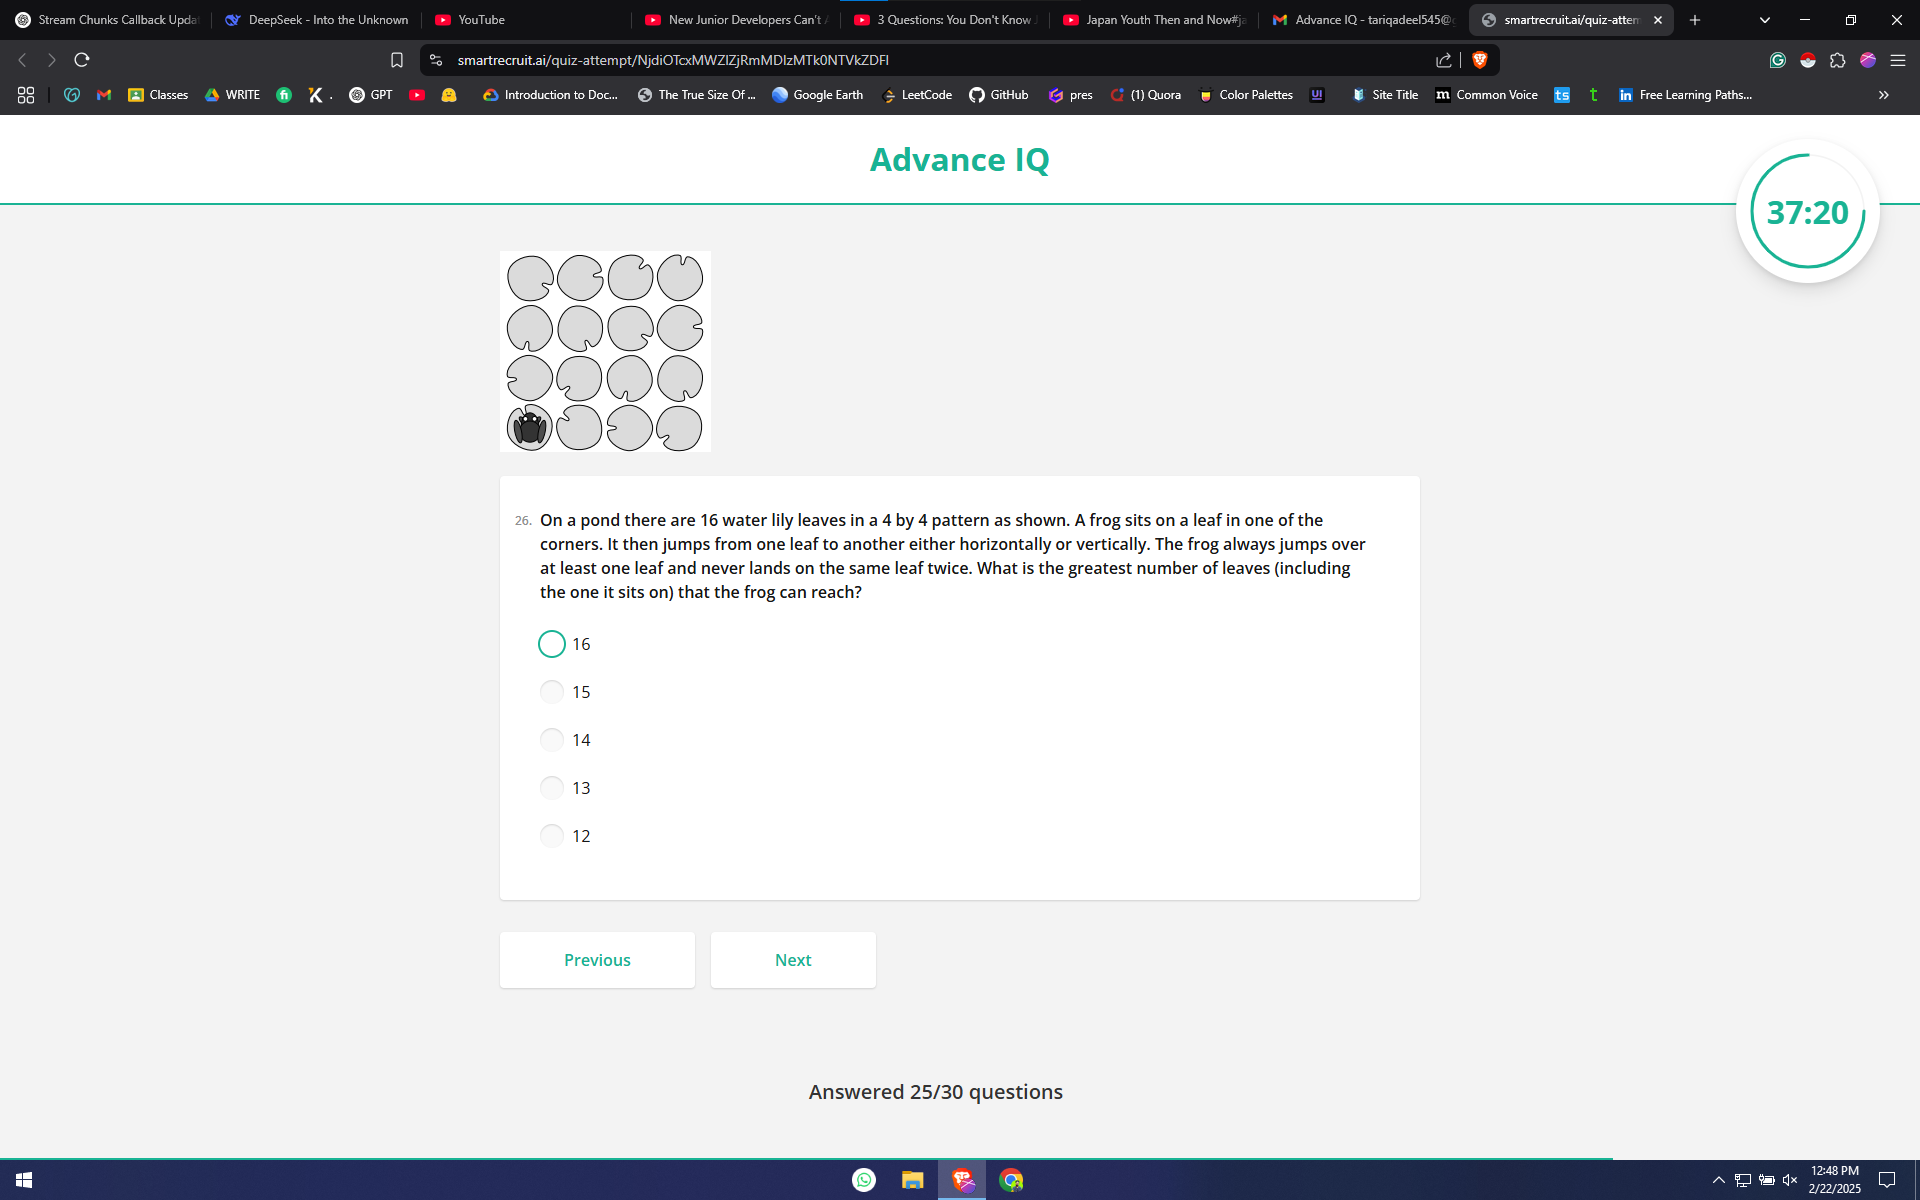 Stream Chunks Callback Upda
DeepSeek - Into the Unknown
YouTube
New Junior Developers Can't
3 Questions: You Don't Know
Japan Youth Then and Now#ja
Advance IQ - tariqadeel545@
smartrecruit.ai/quiz-attem
smartrecruit.ai/quiz-attempt/NjdiOTcxMWZlZjRmMDIzMTk0NTVkZDFl
Classes
WRITE
GPT
Introduction to Doc...
The True Size Of ...
Google Earth
LeetCode
GitHub
pres
(1) Quora
Color Palettes
UI
Site Title
m Common Voice
ts
t
in Free Learning Paths...
Advance IQ
37:20
26. On a pond there are 16 water lily leaves in a 4 by 4 pattern as shown. A frog sits on a leaf in one of the
corners. It then jumps from one leaf to another either horizontally or vertically. The frog always jumps over
at least one leaf and never lands on the same leaf twice. What is the greatest number of leaves (including
the one it sits on) that the frog can reach?
16
15
14
13
12
Previous
Next
Answered 25/30 questions
12:48 PM
2/22/2025